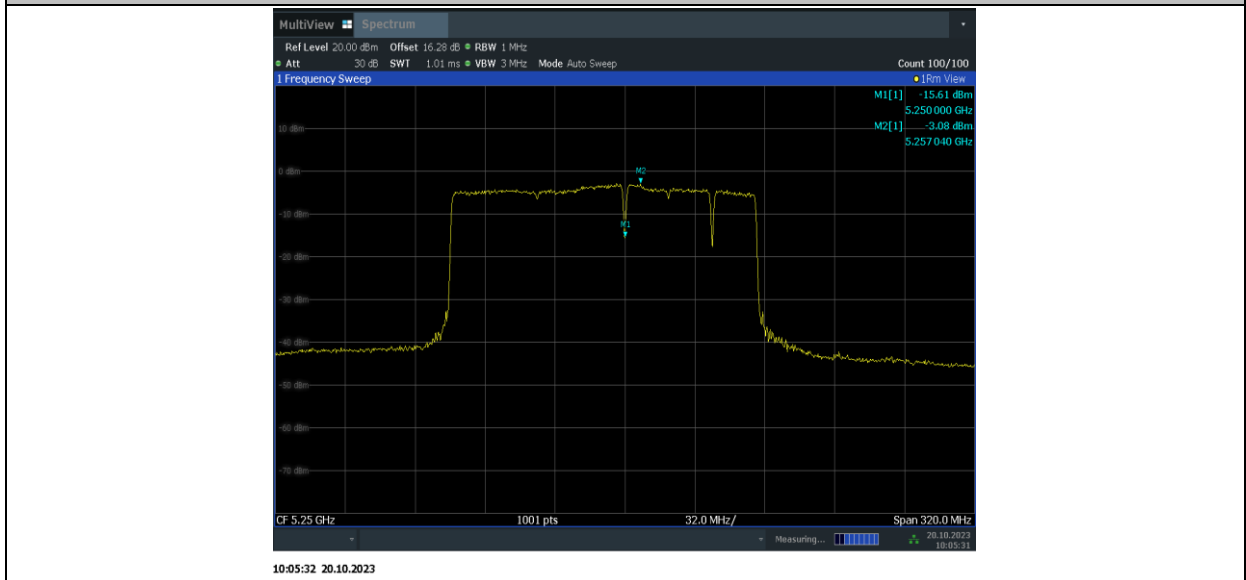 MultiView Spectrum
Ref Level 20.00 dBm Offset 16.28 dB RBW 1 MHz
Att 30 dB SWT 1.01 ms VBW 3 MHz Mode Auto Sweep Count 100/100
1 Frequency Sweep 1Rm View
M1[1] -15.61 dBm
5.250 000 GHz
M2[1] -3.08 dBm
5.257 040 GHz
10 dBm
0 dBm
M2
-10 dBm
M1
-20 dBm
-30 dBm
-40 dBm
-50 dBm
-60 dBm
-70 dBm
CF 5.25 GHz 1001 pts 32.0 MHz/ Span 320.0 MHz
Measuring... 20.10.2023
10:05:31
10:05:32 20.10.2023